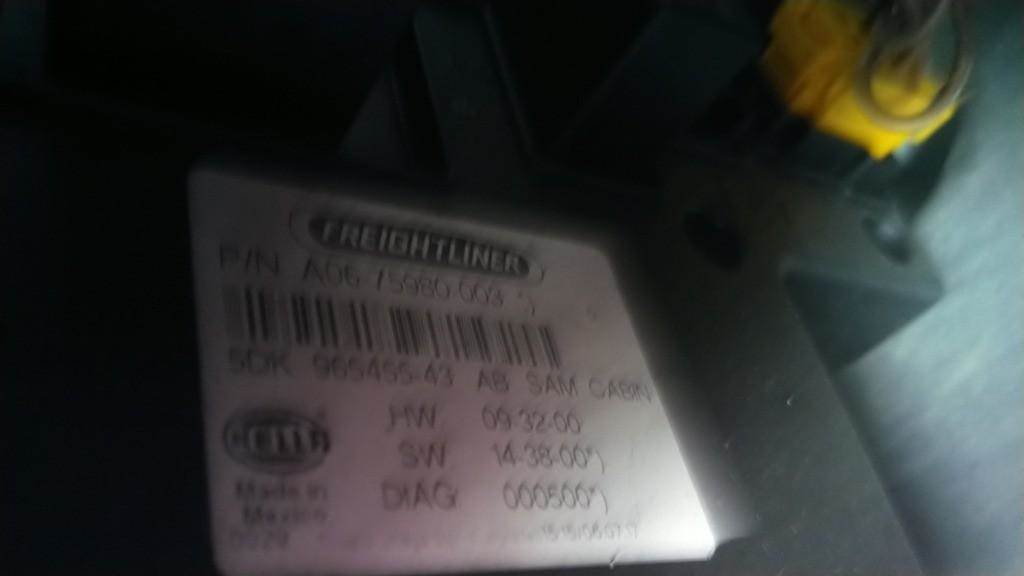 FREIGHTLINER
P/N A06-75980-003 *)
5DK 965455-43 AB SAM CABIN
HW 09-32-00
SW 14-38-00*)
HELLA
DIAG 000500*)
Made in
Mexico